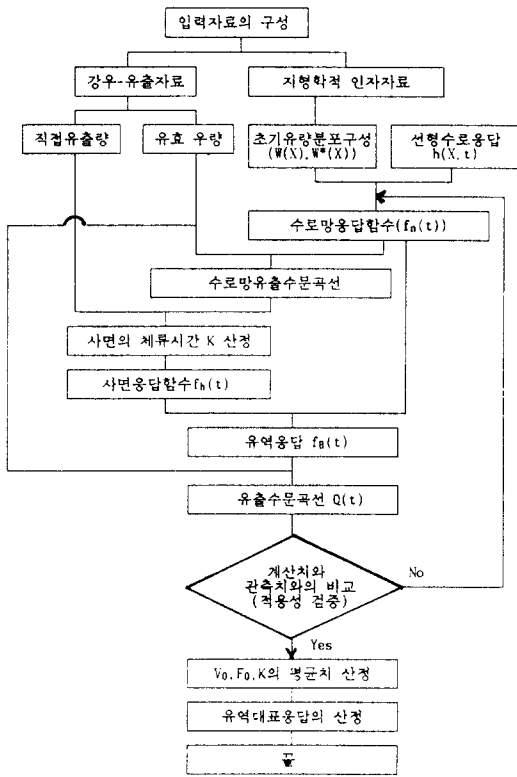 입력자료의 구성
강우-유출자료
지형학적 인자자료
직접유출량
유효 우량
초기유량분포구성
(W(X),W*(X))
선형수로응답
h(X,t)
수로망응답함수(fn(t))
수로망유출수문곡선
사면의 체류시간 K 산정
사면응답함수fh(t)
유역응답 fB(t)
유출수문곡선 Q(t)
계산치와
관측치와의 비교
(적용성 검증)
No
Yes
V0,F0,K의 평균치 산정
유역대표응답의 산정